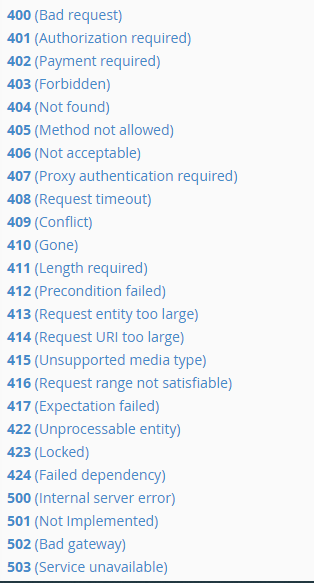 400 (Bad request)
401 (Authorization required)
402 (Payment required)
403 (Forbidden)
404 (Not found)
405 (Method not allowed)
406 (Not acceptable)
407 (Proxy authentication required)
408 (Request timeout)
409 (Conflict)
410 (Gone)
411 (Length required)
412 (Precondition failed)
413 (Request entity too large)
414 (Request URI too large)
415 (Unsupported media type)
416 (Request range not satisfiable)
417 (Expectation failed)
422 (Unprocessable entity)
423 (Locked)
424 (Failed dependency)
500 (Internal server error)
501 (Not Implemented)
502 (Bad gateway)
503 (Service unavailable)